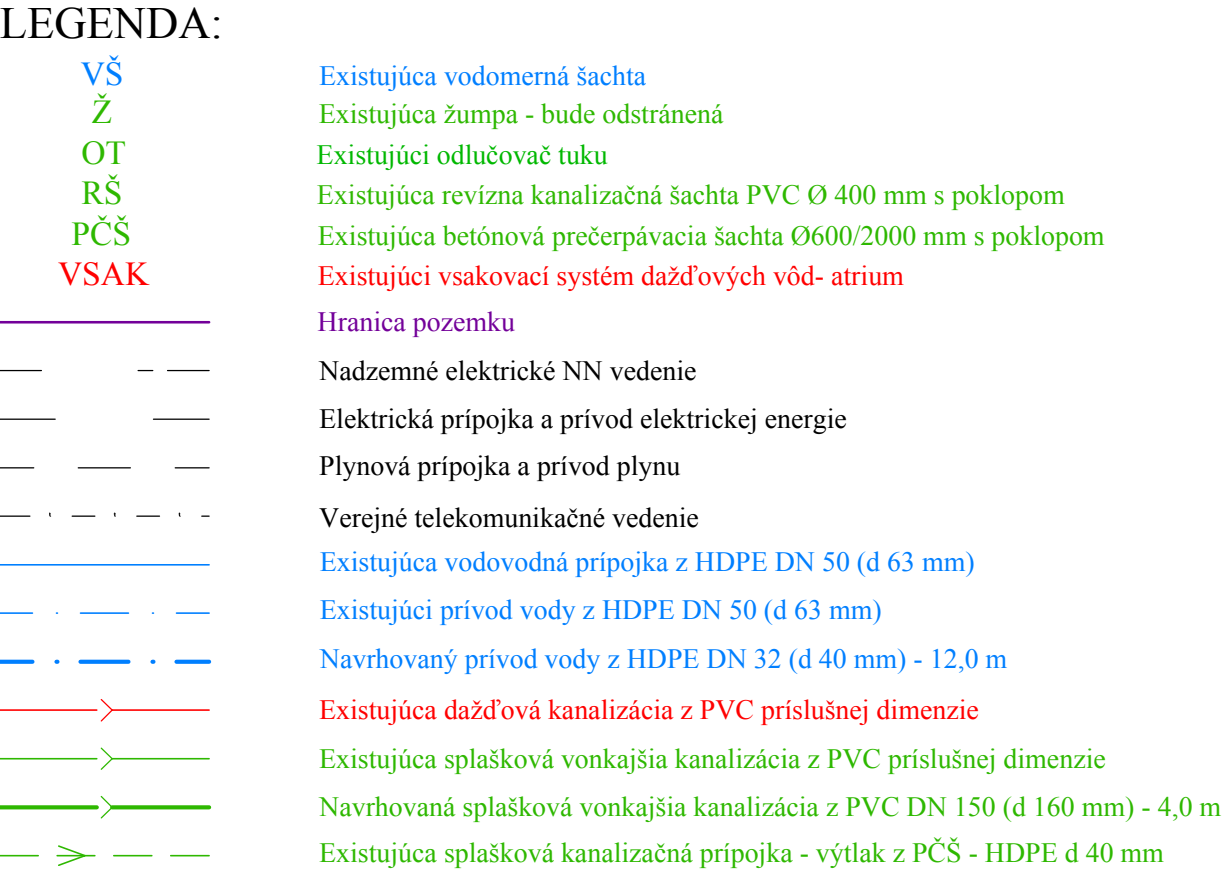 LEGENDA:
VŠ Existujúca vodomerná šachta
Ž Existujúca žumpa - bude odstránená
OT Existujúci odlučovač tuku
RŠ Existujúca revízna kanalizačná šachta PVC Ø 400 mm s poklopom
PČŠ Existujúca betónová prečerpávacia šachta Ø600/2000 mm s poklopom
VSAK Existujúci vsakovací systém dažďových vôd- atrium
Hranica pozemku
Nadzemné elektrické NN vedenie
Elektrická prípojka a prívod elektrickej energie
Plynová prípojka a prívod plynu
Verejné telekomunikačné vedenie
Existujúca vodovodná prípojka z HDPE DN 50 (d 63 mm)
Existujúci prívod vody z HDPE DN 50 (d 63 mm)
Navrhovaný prívod vody z HDPE DN 32 (d 40 mm) - 12,0 m
Existujúca dažďová kanalizácia z PVC príslušnej dimenzie
Existujúca splašková vonkajšia kanalizácia z PVC príslušnej dimenzie
Navrhovaná splašková vonkajšia kanalizácia z PVC DN 150 (d 160 mm) - 4,0 m
Existujúca splašková kanalizačná prípojka - výtlak z PČŠ - HDPE d 40 mm